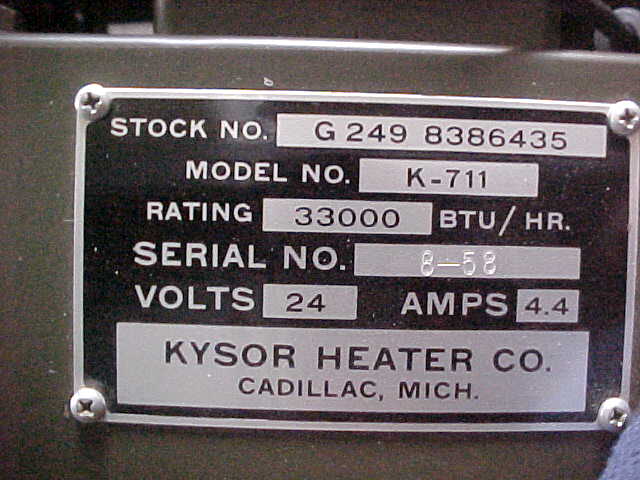 STOCK NO. G 249 8386435
MODEL NO. K-711
RATING 33000 BTU/HR.
SERIAL NO. 8-58
VOLTS 24 AMPS 4.4
KYSOR HEATER CO.
CADILLAC, MICH.